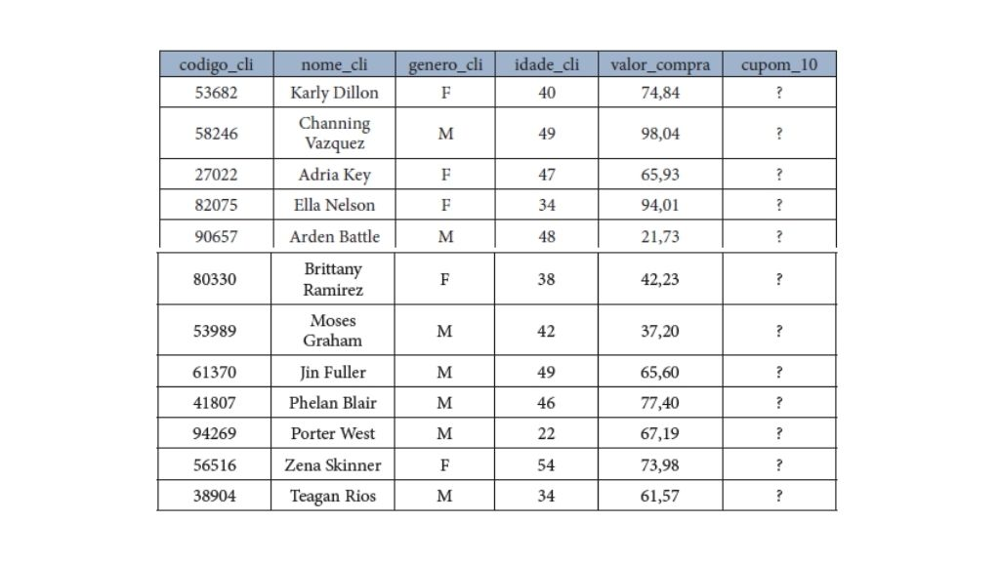 codigo_cli nome_cli genero_cli idade_cli valor_compra cupom_10
53682 Karly Dillon F 40 74,84 ?
58246 Channing Vazquez M 49 98,04 ?
27022 Adria Key F 47 65,93 ?
82075 Ella Nelson F 34 94,01 ?
90657 Arden Battle M 48 21,73 ?
80330 Brittany Ramirez F 38 42,23 ?
53989 Moses Graham M 42 37,20 ?
61370 Jin Fuller M 49 65,60 ?
41807 Phelan Blair M 46 77,40 ?
94269 Porter West M 22 67,19 ?
56516 Zena Skinner F 54 73,98 ?
38904 Teagan Rios M 34 61,57 ?